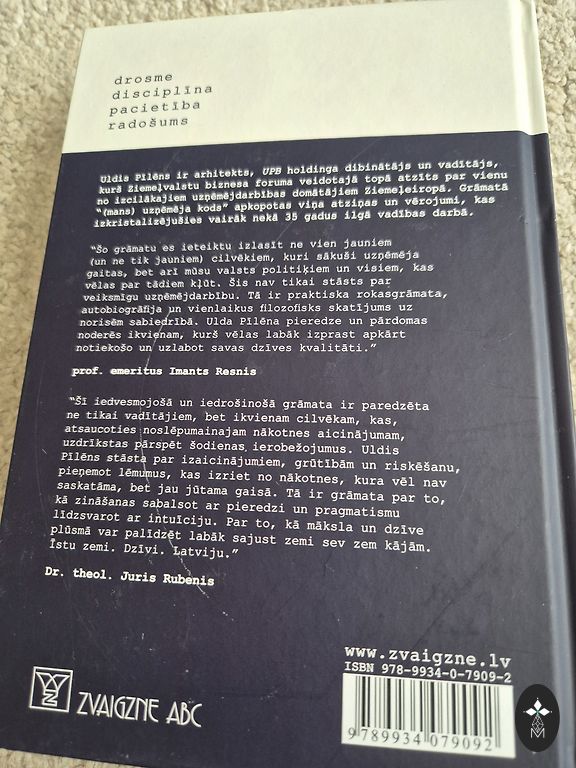 drosme
disciplīna
pacietība
radošums
Uldis Pīlēns ir arhitekts, UPB holdinga dibinātājs un vadītājs,
kurš Ziemeļvalstu biznesa foruma veidotajā topā atzīts par vienu
no izcilākajiem uzņēmējdarbības domātājiem Ziemeļeiropā. Grāmatā
"(mans) uzņēmēja kods" apkopotas viņa atziņas un vērojumi, kas
izkristalizējušies vairāk nekā 35 gadus ilgā vadības darbā.
"Šo grāmatu es ieteiktu izlasīt ne vien jauniem
(un ne tik jauniem) cilvēkiem, kuri sākuši uzņēmēja
gaitas, bet arī mūsu valsts politiķiem un visiem, kas
vēlas par tādiem kļūt. Šis nav tikai stāsts par
veiksmīgu uzņēmējdarbību. Tā ir praktiska rokasgrāmata,
autobiogrāfija un vienlaikus filozofisks skatījums uz
norisēm sabiedrībā. Ulda Pīlēna pieredze un pārdomas
noderēs ikvienam, kurš vēlas labāk izprast apkārt
notiekošo un uzlabot savas dzīves kvalitāti."
prof. emeritus Imants Resnis
"Šī iedvesmojošā un iedrošinošā grāmata ir paredzēta
ne tikai vadītājiem, bet ikvienam cilvēkam, kas,
atsaucoties noslēpumainajam nākotnes aicinājumam,
uzdrīkstas pārspēt šodienas ierobežojumus. Uldis
Pīlēns stāsta par izaicinājumiem, grūtībām un riskēšanu,
pieņemot lēmumus, kas izriet no nākotnes, kura vēl nav
saskatāma, bet jau jūtama gaisā. Tā ir grāmata par to,
kā zināšanas sabalsot ar pieredzi un pragmatismu
līdzsvarot ar intuīciju. Par to, kā māksla un dzīve
plūsmā var palīdzēt labāk sajust zemi sev zem kājām.
Īstu zemi. Dzīvi. Latviju."
Dr. theol. Juris Rubenis
www.zvaigzne.lv
ISBN 978-9934-0-7909-2
ZVAIGZNE ABC
9789934079092
M